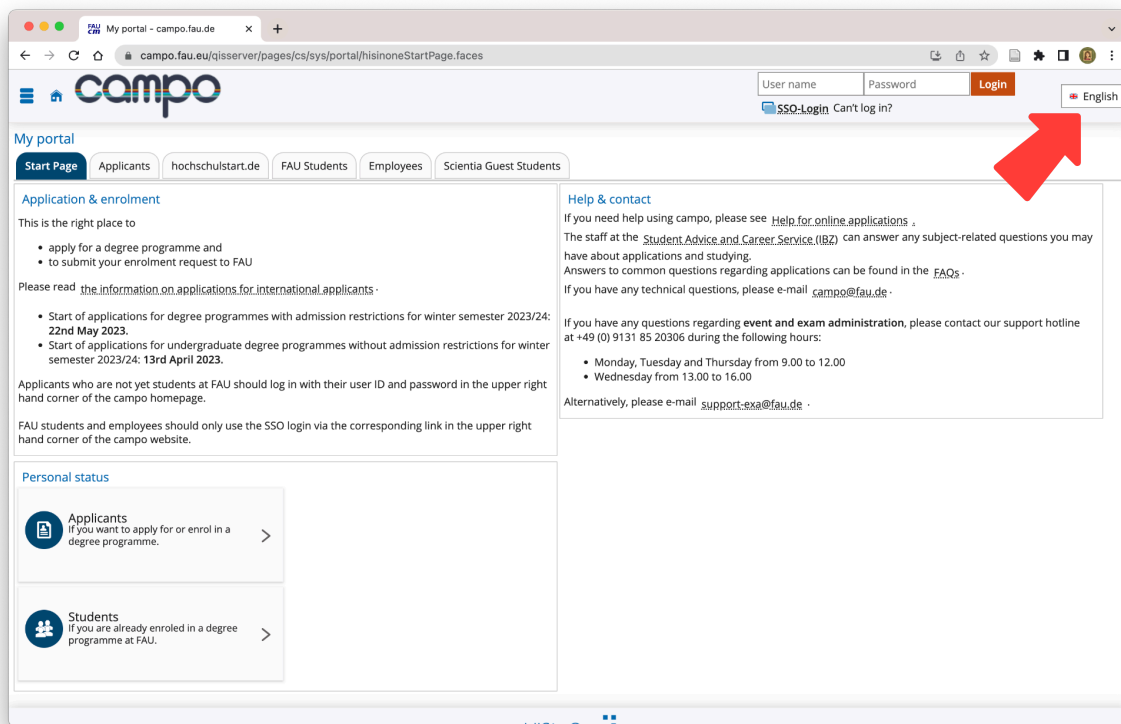 FAU cm My portal - campo.fau.de
campo.fau.eu/qisserver/pages/cs/sys/portal/hisinoneStartPage.faces
campo
User name Password Login
English
SSO-Login Can't log in?
My portal
Start Page Applicants hochschulstart.de FAU Students Employees Scientia Guest Students
Application & enrolment
This is the right place to
• apply for a degree programme and
• to submit your enrolment request to FAU
Please read the information on applications for international applicants .
• Start of applications for degree programmes with admission restrictions for winter semester 2023/24:
22nd May 2023.
• Start of applications for undergraduate degree programmes without admission restrictions for winter
semester 2023/24: 13rd April 2023.
Applicants who are not yet students at FAU should log in with their user ID and password in the upper right
hand corner of the campo homepage.
FAU students and employees should only use the SSO login via the corresponding link in the upper right
hand corner of the campo website.
Help & contact
If you need help using campo, please see Help for online applications .
The staff at the Student Advice and Career Service (IBZ) can answer any subject-related questions you may
have about applications and studying.
Answers to common questions regarding applications can be found in the FAQs .
If you have any technical questions, please e-mail campo@fau.de .
If you have any questions regarding event and exam administration, please contact our support hotline
at +49 (0) 9131 85 20306 during the following hours:
• Monday, Tuesday and Thursday from 9.00 to 12.00
• Wednesday from 13.00 to 16.00
Alternatively, please e-mail support-exa@fau.de .
Personal status
Applicants
If you want to apply for or enrol in a
degree programme.
Students
If you are already enroled in a degree
programme at FAU.